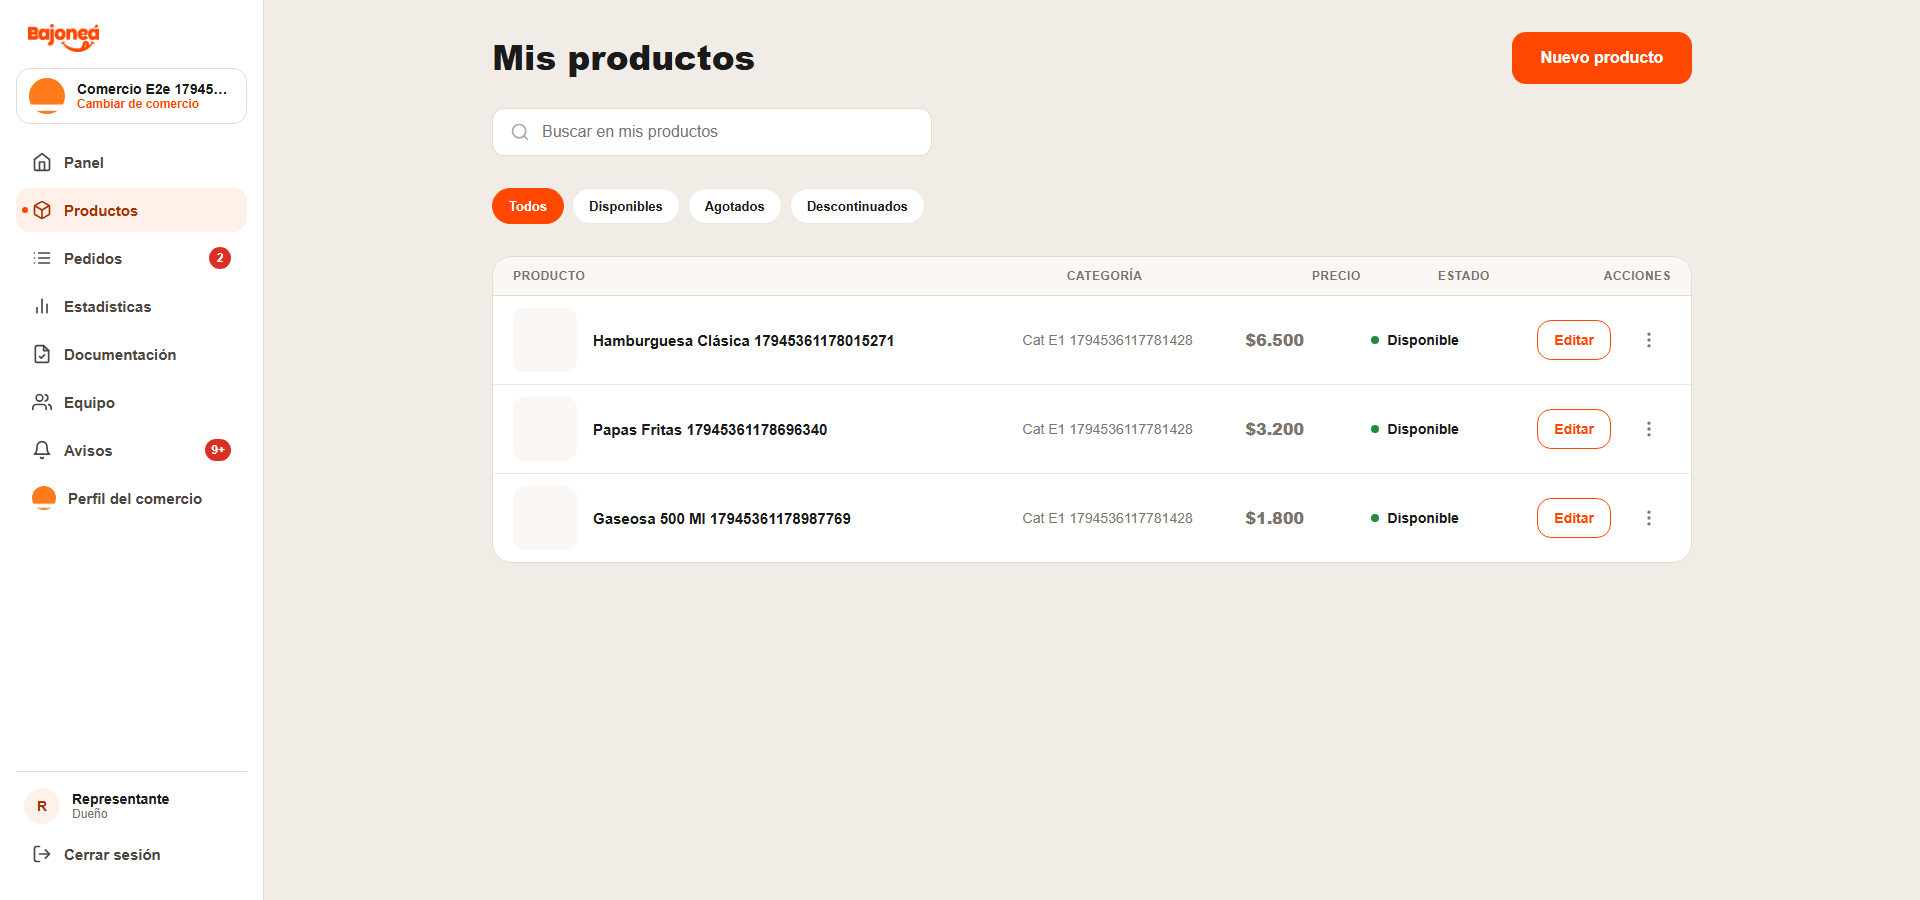 Bajoneá
Comercio E2e 17945...
Cambiar de comercio
Panel
Productos
Pedidos 2
Estadísticas
Documentación
Equipo
Avisos 9+
Perfil del comercio
R
Representante
Dueño
Cerrar sesión
Mis productos
Nuevo producto
Buscar en mis productos
Todos Disponibles Agotados Descontinuados
PRODUCTO CATEGORÍA PRECIO ESTADO ACCIONES
Hamburguesa Clásica 17945361178015271 Cat E1 1794536117781428 $6.500 Disponible Editar
Papas Fritas 17945361178696340 Cat E1 1794536117781428 $3.200 Disponible Editar
Gaseosa 500 Ml 17945361178987769 Cat E1 1794536117781428 $1.800 Disponible Editar